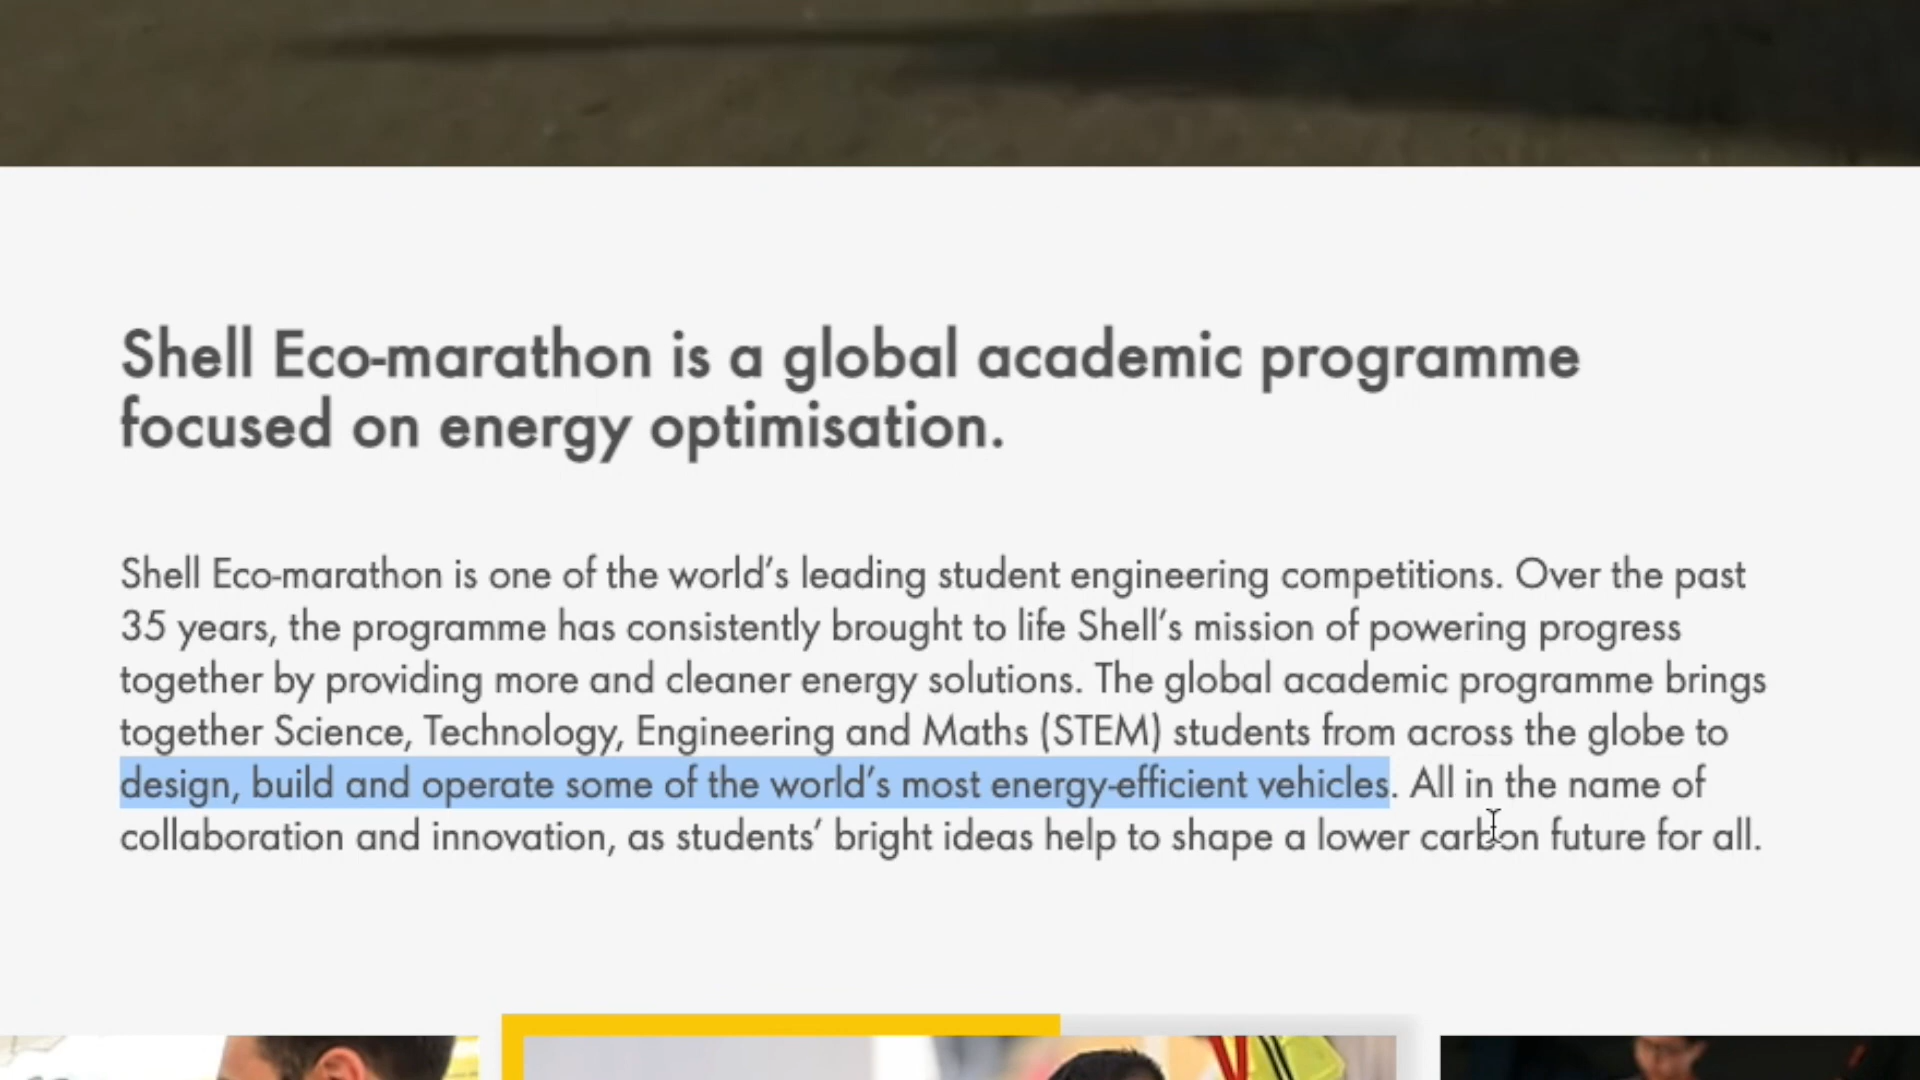 Shell Eco-marathon is a global academic programme
focused on energy optimisation.
Shell Eco-marathon is one of the world’s leading student engineering competitions. Over the past
35 years, the programme has consistently brought to life Shell’s mission of powering progress
together by providing more and cleaner energy solutions. The global academic programme brings
together Science, Technology, Engineering and Maths (STEM) students from across the globe to
design, build and operate some of the world’s most energy-efficient vehicles. All in the name of
collaboration and innovation, as students’ bright ideas help to shape a lower carbon future for all.